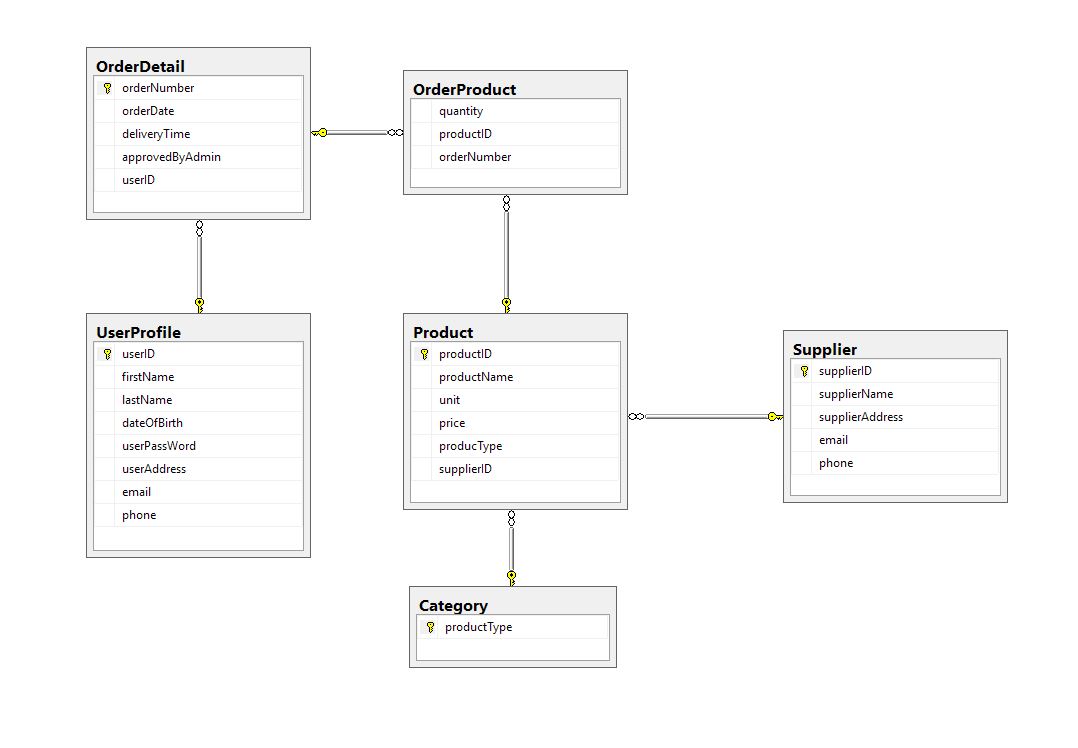 OrderDetail
orderNumber
orderDate
deliveryTime
approvedByAdmin
userID
OrderProduct
quantity
productID
orderNumber
UserProfile
userID
firstName
lastName
dateOfBirth
userPassWord
userAddress
email
phone
Product
productID
productName
unit
price
producType
supplierID
Supplier
supplierID
supplierName
supplierAddress
email
phone
Category
productType